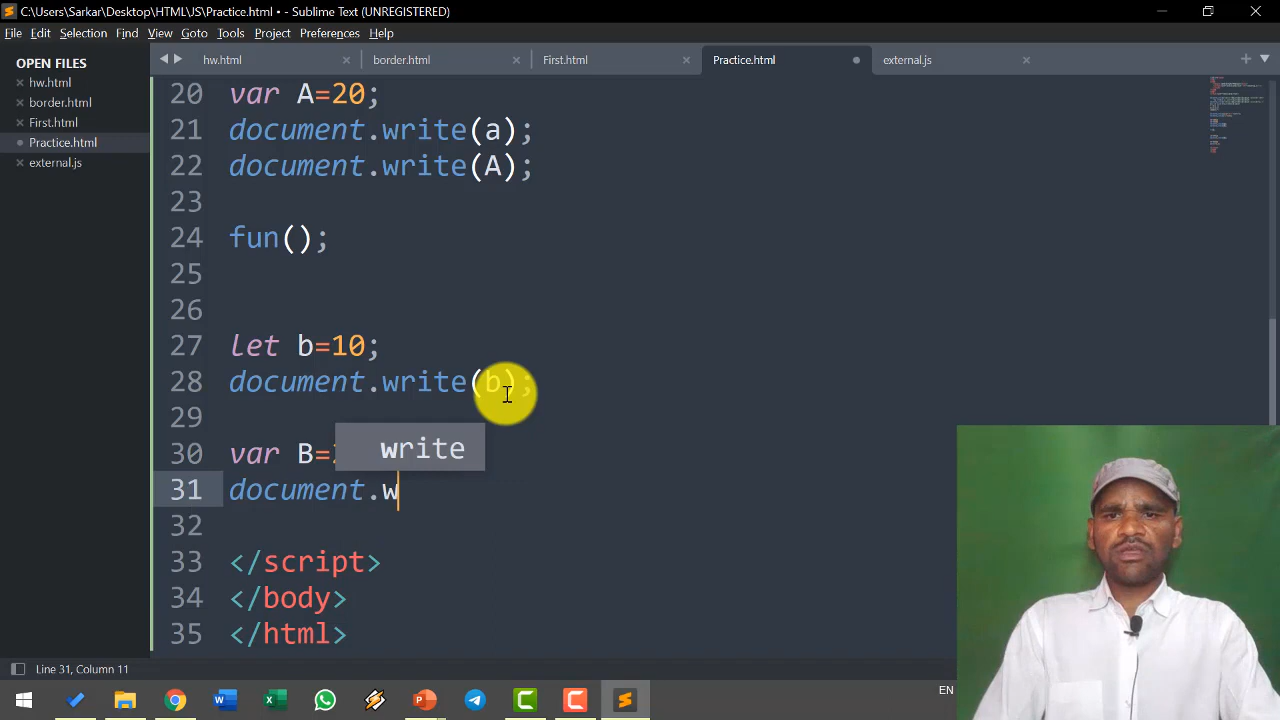 C:\Users\Sarkar\Desktop\HTML\JS\Practice.html • - Sublime Text (UNREGISTERED)
File Edit Selection Find View Goto Tools Project Preferences Help
OPEN FILES
hw.html
border.html
First.html
Practice.html
external.js
hw.html border.html First.html Practice.html external.js
20 var A=20;
21 document.write(a);
22 document.write(A);
23
24 fun();
25
26
27 let b=10;
28 document.write(b);
29
write
30 var B=
31 document.w
32
33 </script>
34 </body>
35 </html>
Line 31, Column 11
EN